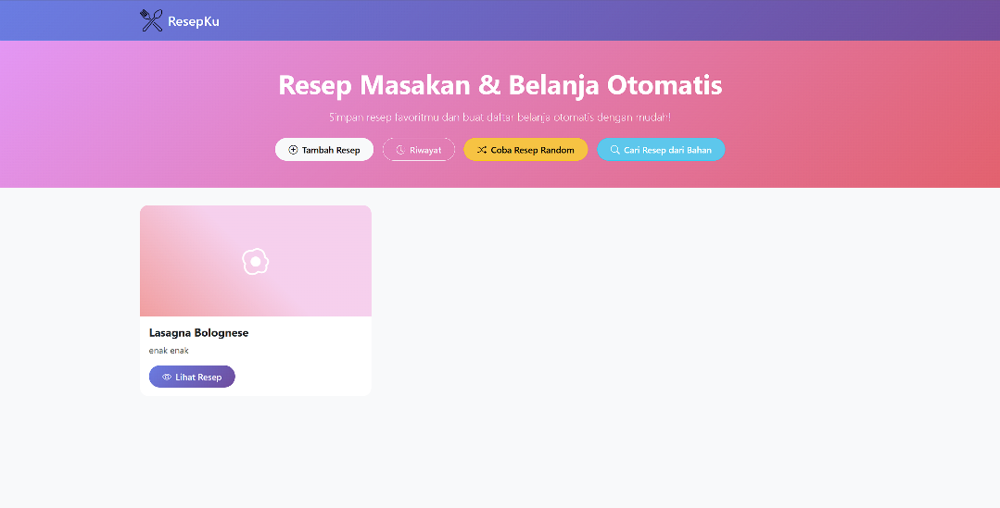 ResepKu
Resep Masakan & Belanja Otomatis
Simpan resep favoritmu dan buat daftar belanja otomatis dengan mudah!
Tambah Resep
Riwayat
Coba Resep Random
Cari Resep dari Bahan
Lasagna Bolognese
enak enak
Lihat Resep